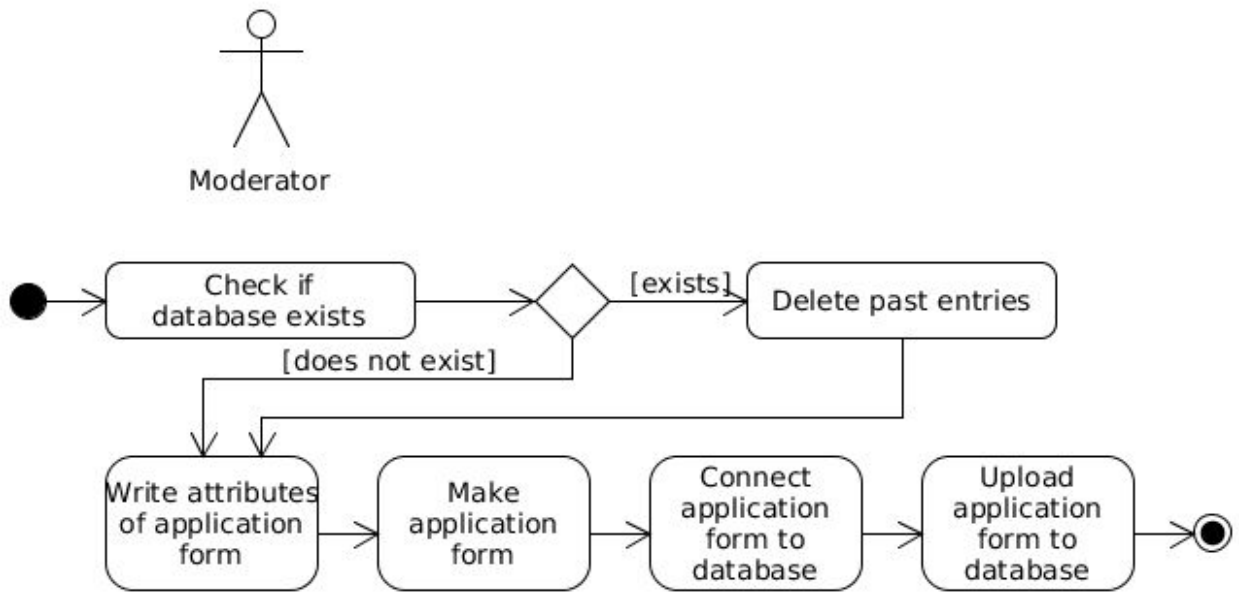 Moderator
Check if
database exists
[exists]
Delete past entries
[does not exist]
Write attributes
of application
form
Make
application
form
Connect
application
form to
database
Upload
application
form to
database